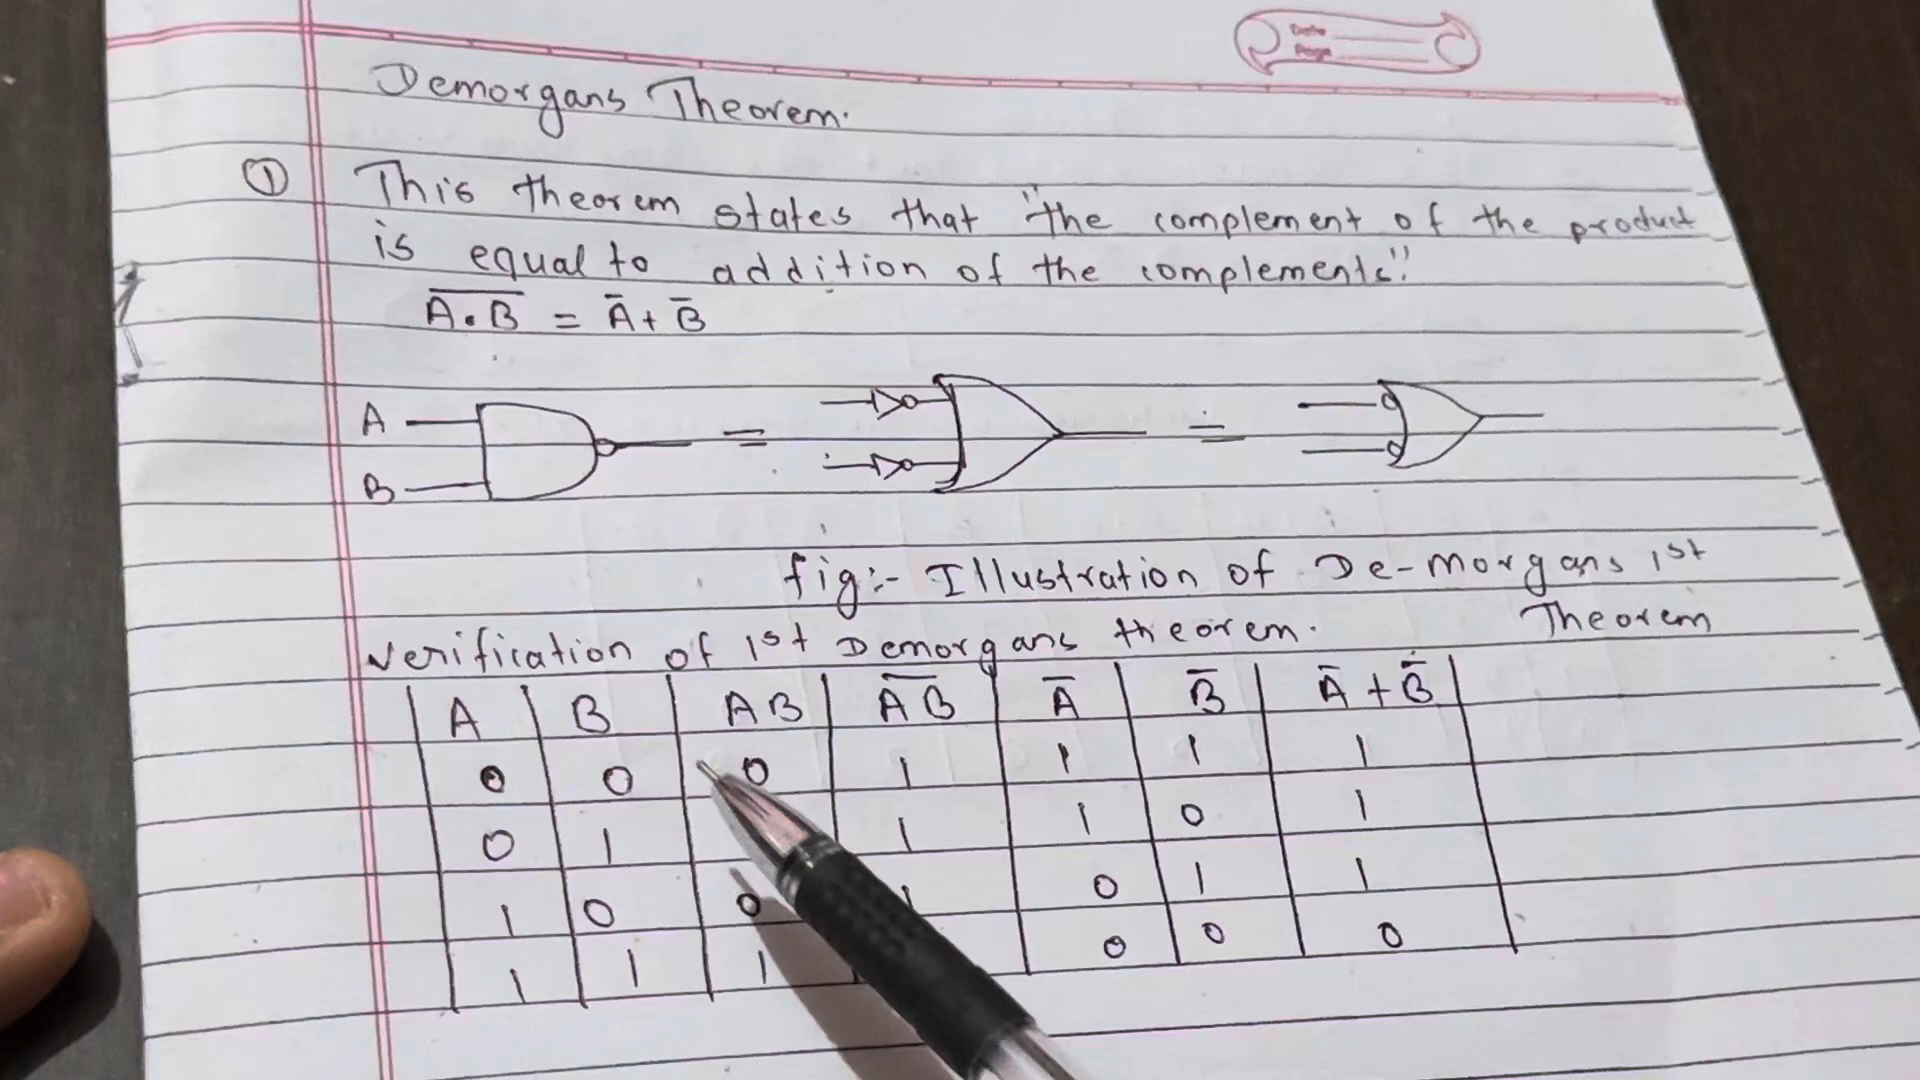 Date
Page
Demorgans Theorem.
① This theorem states that "the complement of the product
is equal to addition of the complements".
A̅.̅B̅ = A̅ + B̅
A
B
=
=
fig:- Illustration of De-morgans 1st
Theorem
verification of 1st Demorgans theorem.
A B AB A̅B̅ A̅ B̅ A̅ + B̅
0 0 0 1 1 1 1
0 1 1 1 0 1
1 0 0 1 0 1 1
1 1 1 0 0 0